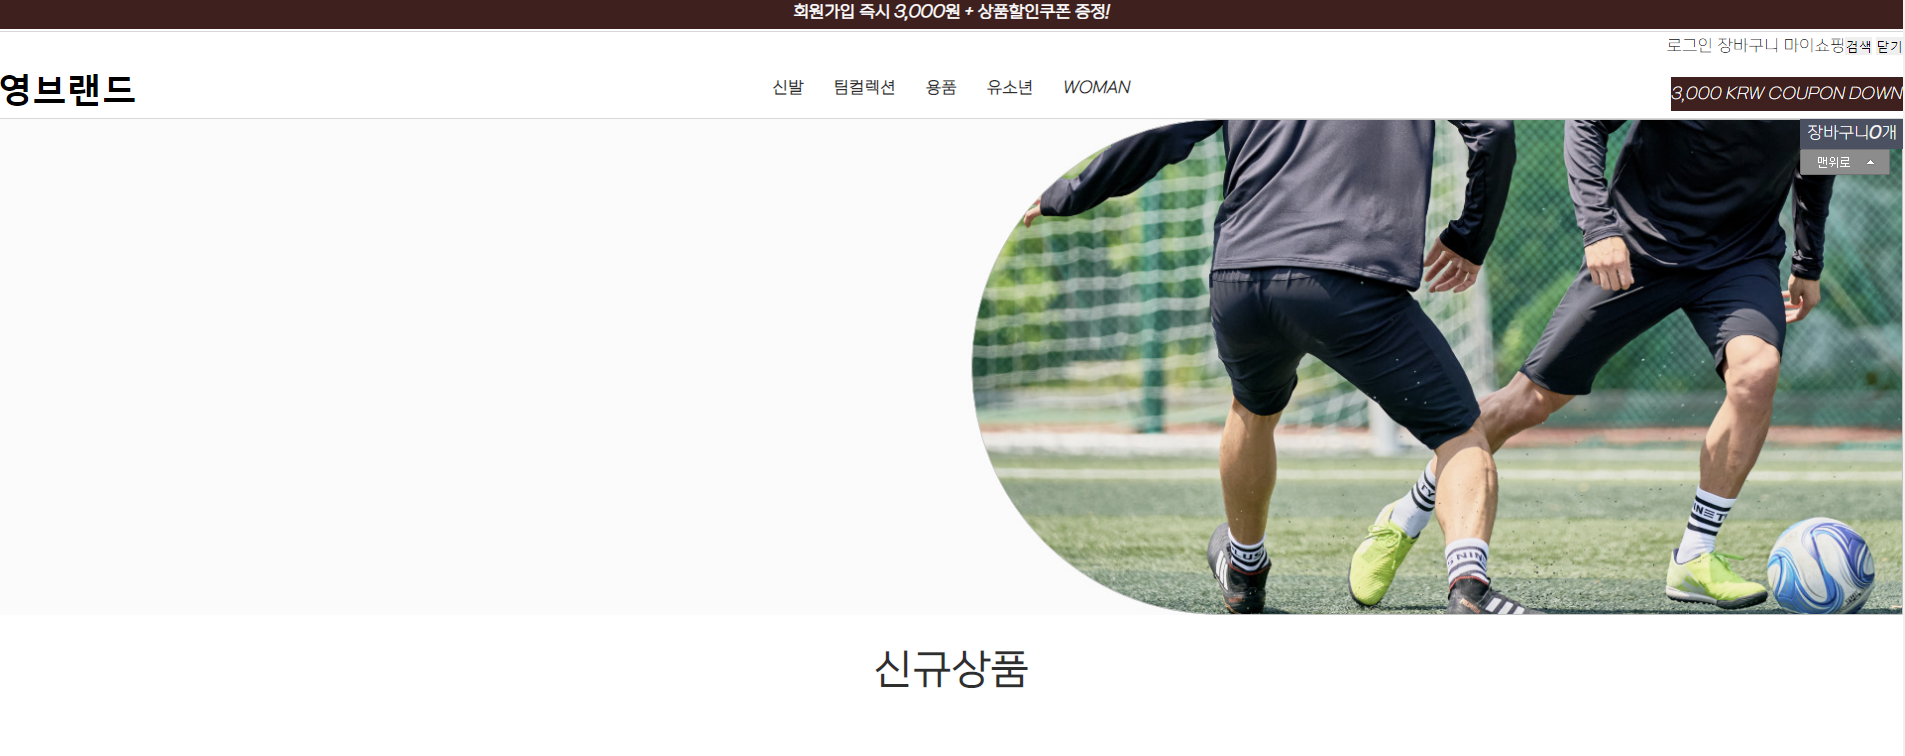 회원가입 즉시 3,000원 + 상품할인쿠폰 증정!
로그인 장바구니 마이쇼핑 검색 닫기
영브랜드
신발 팀컬렉션 용품 유소년 WOMAN
3,000 KRW COUPON DOWN
장바구니0개
맨위로
신규상품